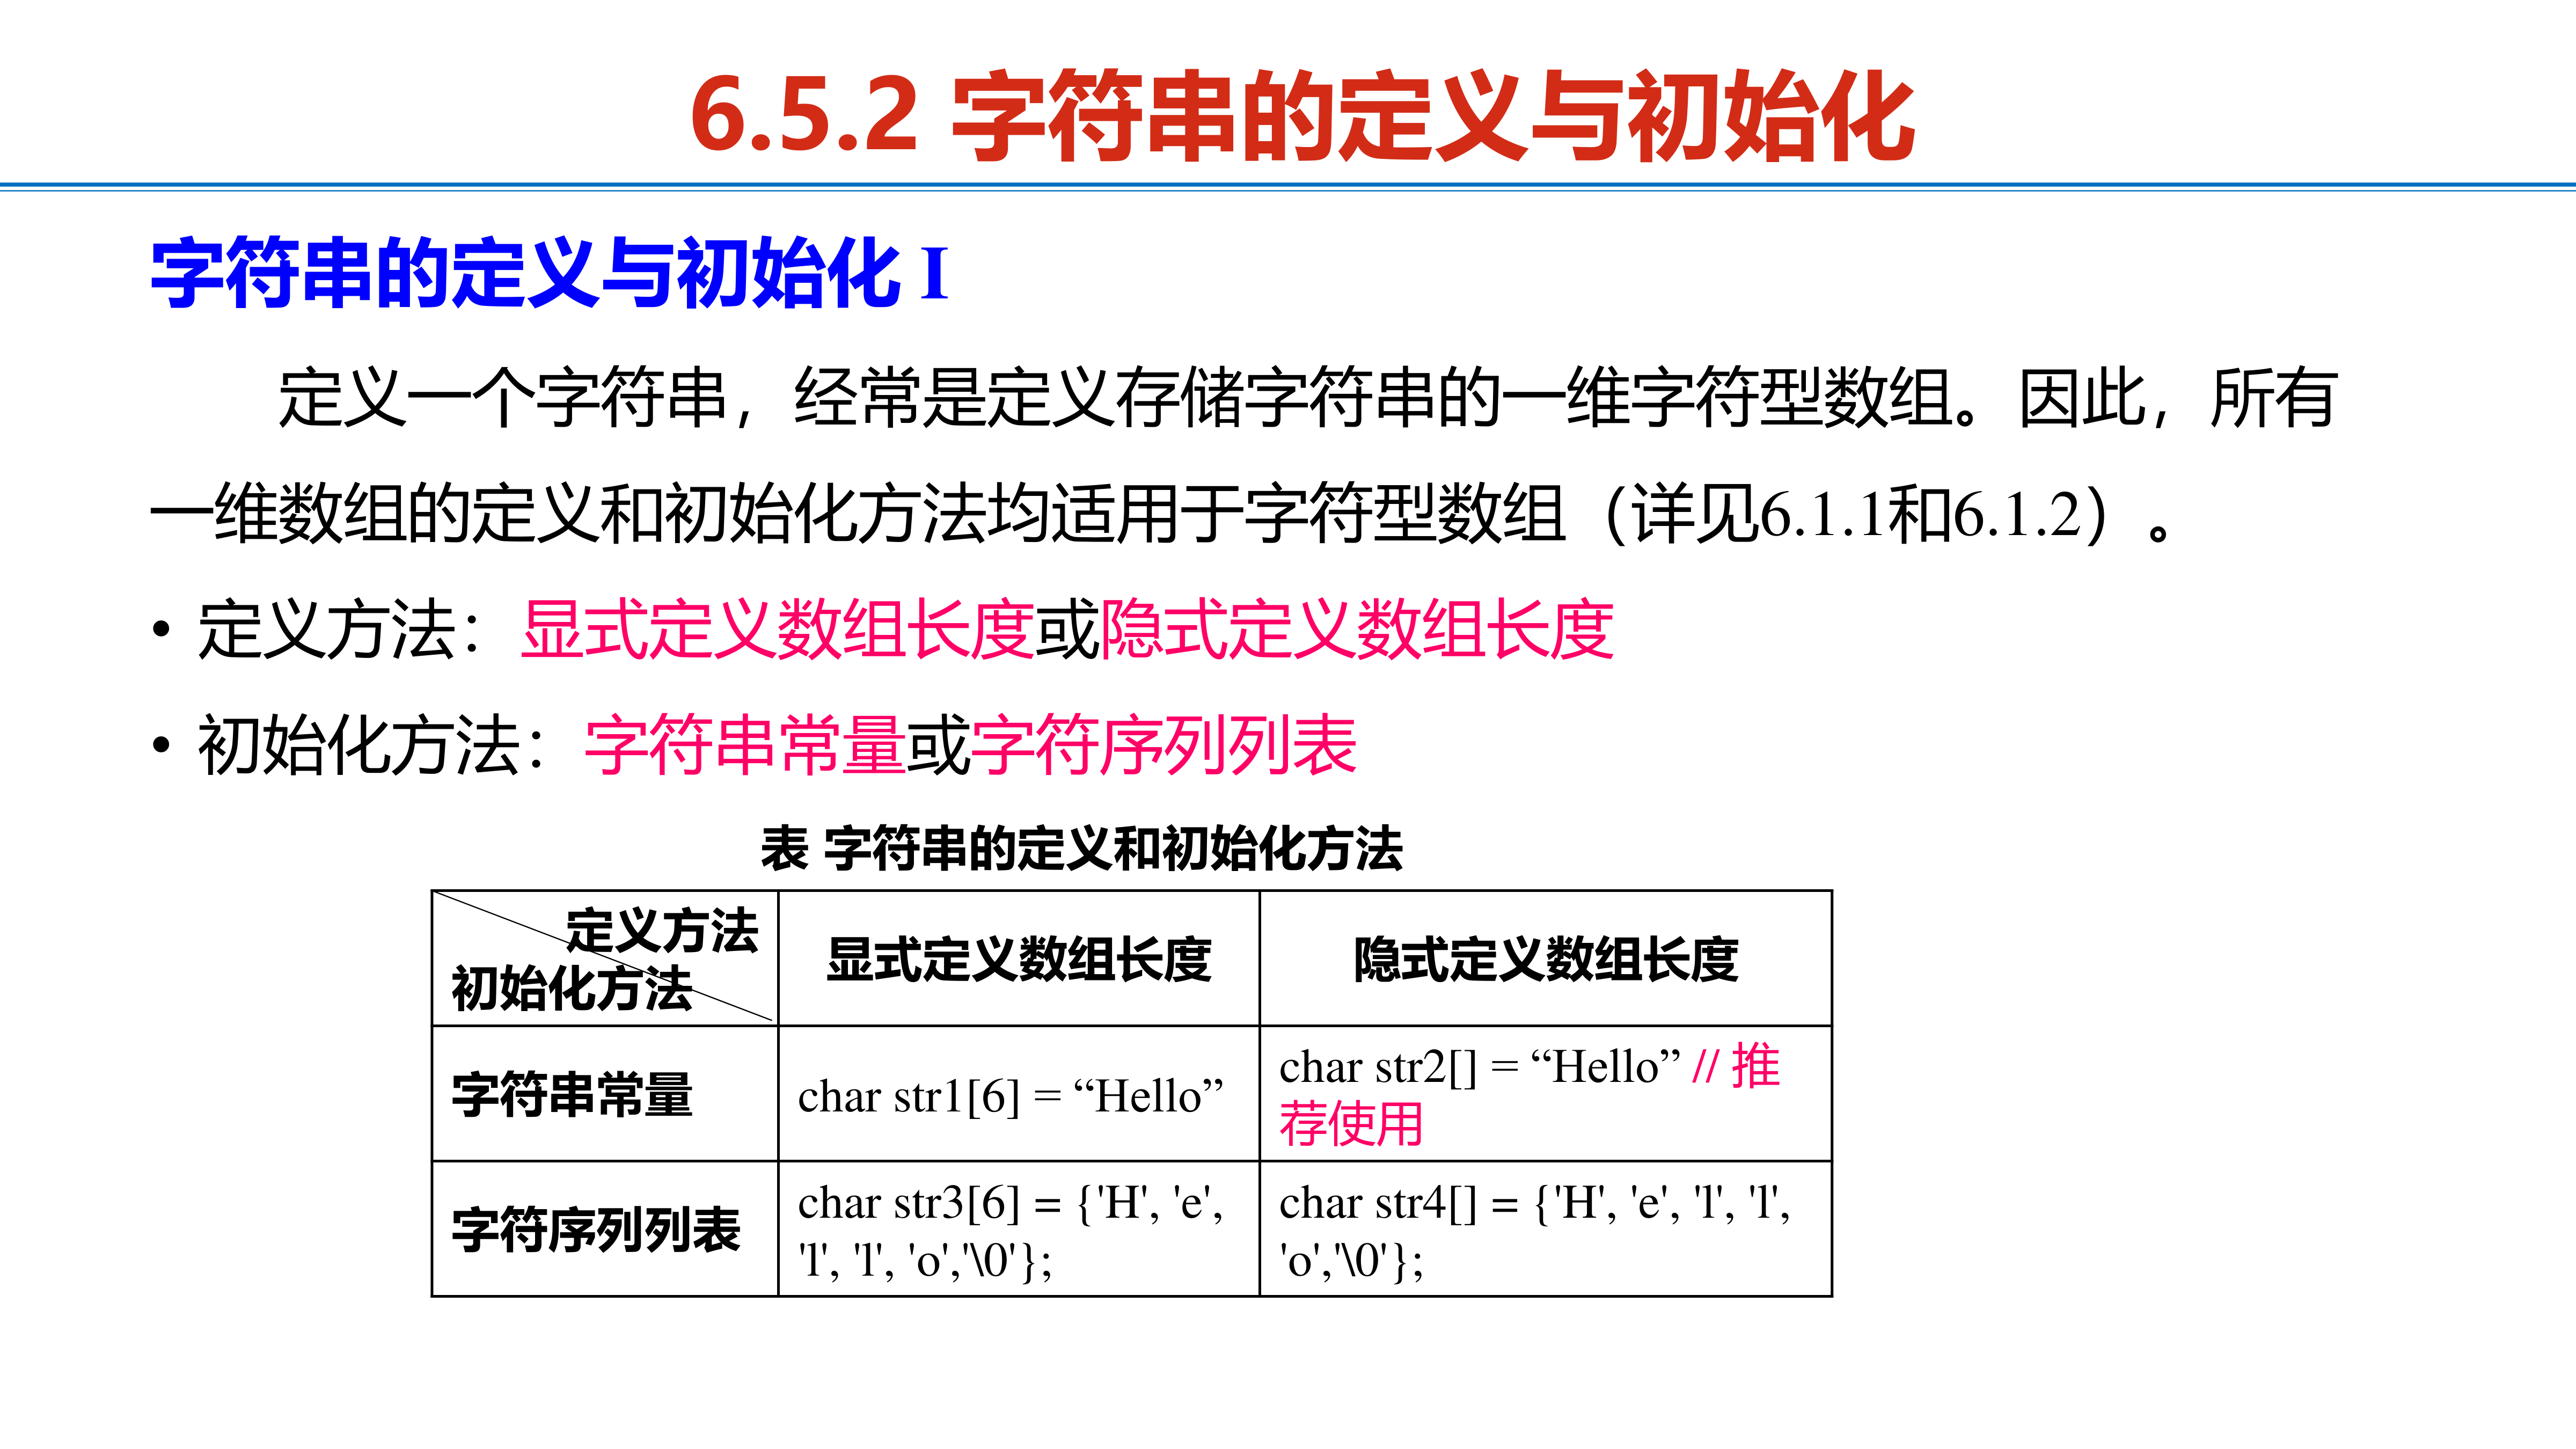 6.5.2 字符串的定义与初始化
字符串的定义与初始化 I
定义一个字符串，经常是定义存储字符串的一维字符型数组。因此，所有
一维数组的定义和初始化方法均适用于字符型数组（详见6.1.1和6.1.2）。
• 定义方法：显式定义数组长度或隐式定义数组长度
• 初始化方法：字符串常量或字符序列列表
表 字符串的定义和初始化方法
定义方法
初始化方法
显式定义数组长度
隐式定义数组长度
字符串常量
char str1[6] = “Hello”
char str2[] = “Hello” // 推
荐使用
字符序列列表
char str3[6] = {'H', 'e',
'l', 'l', 'o','\0'};
char str4[] = {'H', 'e', 'l', 'l',
'o','\0'};